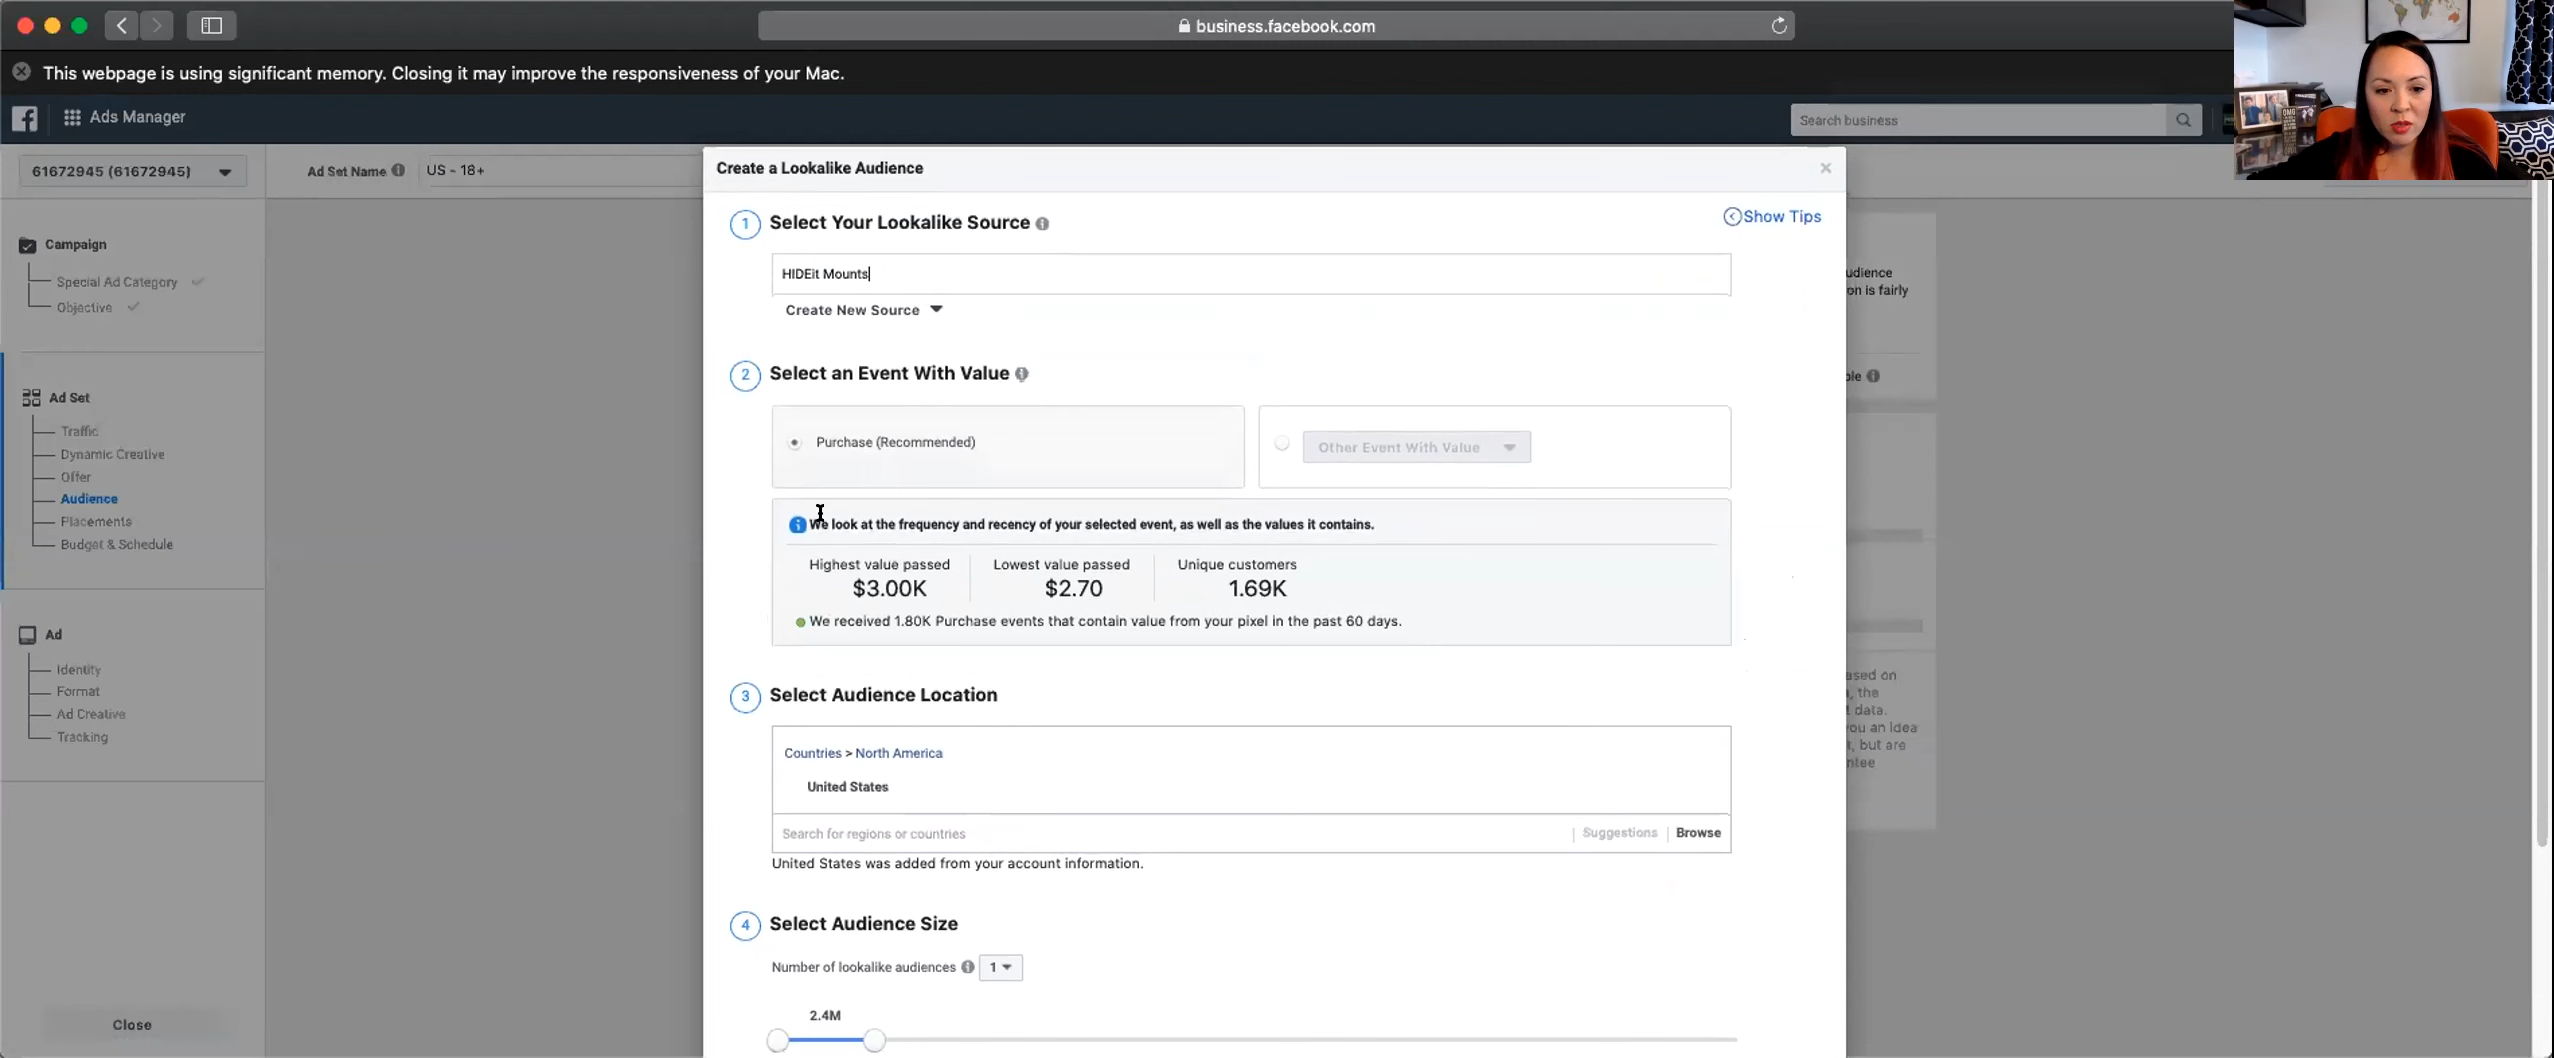 business.facebook.com
This webpage is using significant memory. Closing it may improve the responsiveness of your Mac.
Ads Manager
Search business
61672945 (61672945)
Ad Set Name
US - 18+
Create a Lookalike Audience
Campaign
Special Ad Category
Objective
Ad Set
Traffic
Dynamic Creative
Offer
Audience
Placements
Budget & Schedule
Ad
Identity
Format
Ad Creative
Tracking
Close
1
Select Your Lookalike Source
Show Tips
HIDEit Mounts
Create New Source
2
Select an Event With Value
Purchase (Recommended)
Other Event With Value
We look at the frequency and recency of your selected event, as well as the values it contains.
Highest value passed
$3.00K
Lowest value passed
$2.70
Unique customers
1.69K
We received 1.80K Purchase events that contain value from your pixel in the past 60 days.
3
Select Audience Location
Countries > North America
United States
Search for regions or countries
Suggestions
Browse
United States was added from your account information.
4
Select Audience Size
Number of lookalike audiences
1
2.4M
on is fairly
data.
but are